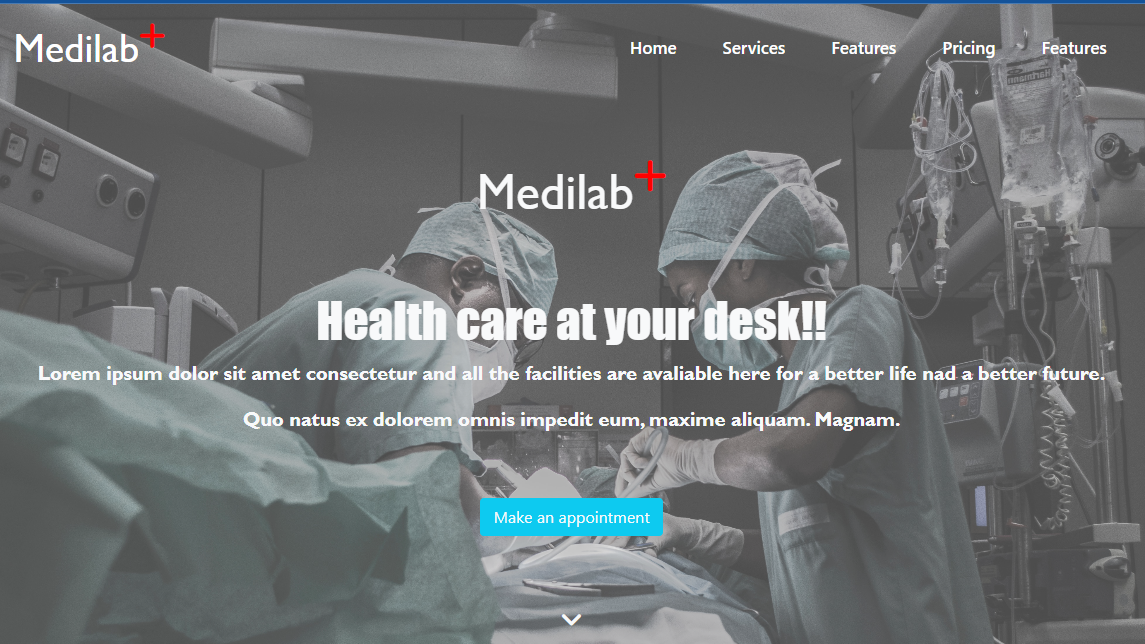 Medilab+
Home Services Features Pricing Features
Hartmann
Medilab+
Health care at your desk!!
Lorem ipsum dolor sit amet consectetur and all the facilities are avaliable here for a better life nad a better future.
Quo natus ex dolorem omnis impedit eum, maxime aliquam. Magnam.
Make an appointment